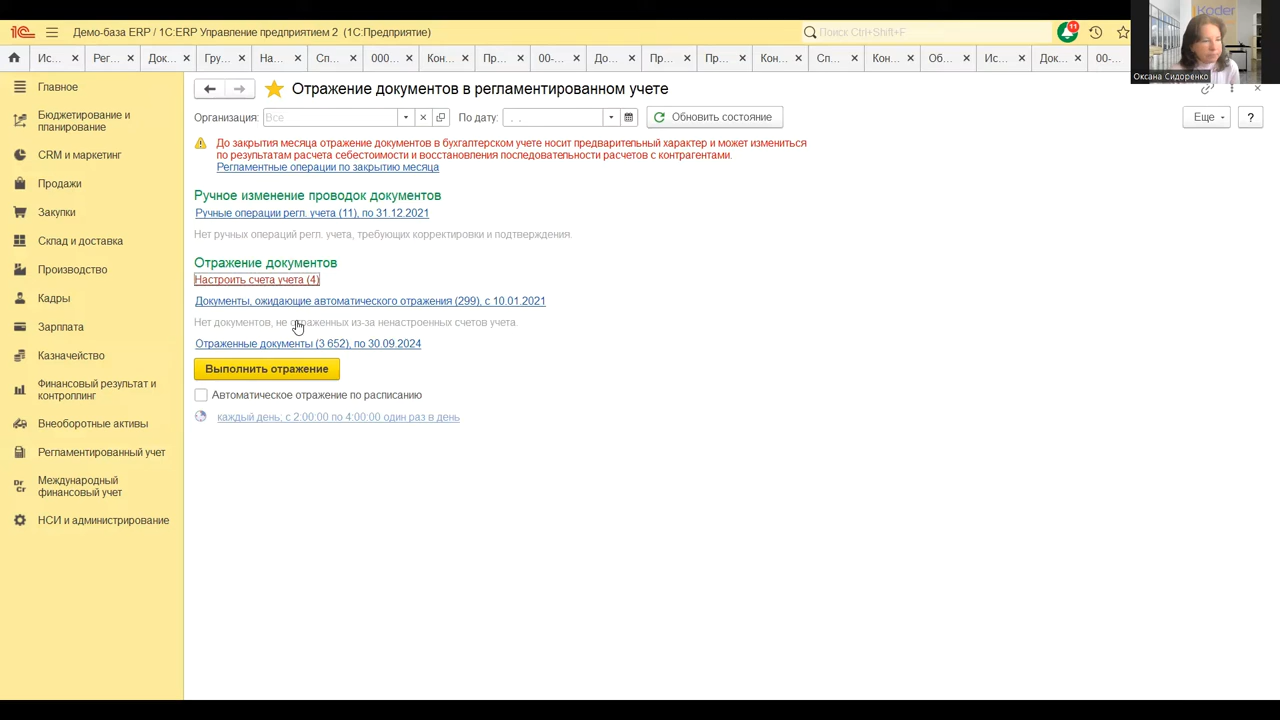 1С Демо-база ERP / 1С:ERP Управление предприятием 2 (1С:Предприятие)
Поиск Ctrl+Shift+F
11
Koder
Оксана Сидоренко
Ис...
Рег...
Док...
Гру...
На...
Сп...
000...
Кон...
Пр...
00-...
До...
Пр...
Пр...
Кон...
Сп...
Кон...
Об...
Ис...
Док...
00-...
Главное
Бюджетирование и
планирование
CRM и маркетинг
Продажи
Закупки
Склад и доставка
Производство
Кадры
Зарплата
Казначейство
Финансовый результат и
контроллинг
Внеоборотные активы
Регламентированный учет
Международный
финансовый учет
НСИ и администрирование
Отражение документов в регламентированном учете
Организация: Все По дату: . . Обновить состояние Еще ?
До закрытия месяца отражение документов в бухгалтерском учете носит предварительный характер и может измениться
по результатам расчета себестоимости и восстановления последовательности расчетов с контрагентами.
Регламентные операции по закрытию месяца
Ручное изменение проводок документов
Ручные операции регл. учета (11), по 31.12.2021
Нет ручных операций регл. учета, требующих корректировки и подтверждения.
Отражение документов
Настроить счета учета (4)
Документы, ожидающие автоматического отражения (299), с 10.01.2021
Нет документов, не отраженных из-за ненастроенных счетов учета.
Отраженные документы (3 652), по 30.09.2024
Выполнить отражение
Автоматическое отражение по расписанию
каждый день; с 2:00:00 по 4:00:00 один раз в день